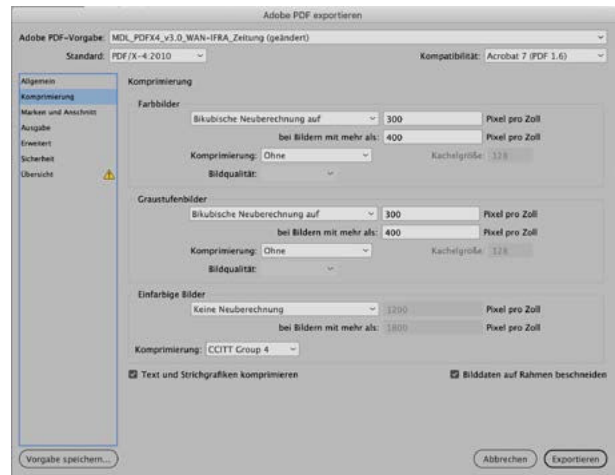 Adobe PDF exportieren
Adobe PDF-Vorgabe: MDL_PDFX4_v3.0_WAN-IFRA_Zeitung (geändert)
Standard: PDF/X-4:2010 Kompatibilität: Acrobat 7 (PDF 1.6)
Allgemein
Komprimierung
Marken und Anschnitt
Ausgabe
Erweitert
Sicherheit
Übersicht
Komprimierung
Farbbilder
Bikubische Neuberechnung auf 300 Pixel pro Zoll
bei Bildern mit mehr als: 400 Pixel pro Zoll
Komprimierung: Ohne Kachelgröße: 128
Bildqualität:
Graustufenbilder
Bikubische Neuberechnung auf 300 Pixel pro Zoll
bei Bildern mit mehr als: 400 Pixel pro Zoll
Komprimierung: Ohne Kachelgröße: 128
Bildqualität:
Einfarbige Bilder
Keine Neuberechnung 1200 Pixel pro Zoll
bei Bildern mit mehr als: 1800 Pixel pro Zoll
Komprimierung: CCITT Group 4
Text und Strichgrafiken komprimieren Bilddaten auf Rahmen beschneiden
Vorgabe speichern... Abbrechen Exportieren